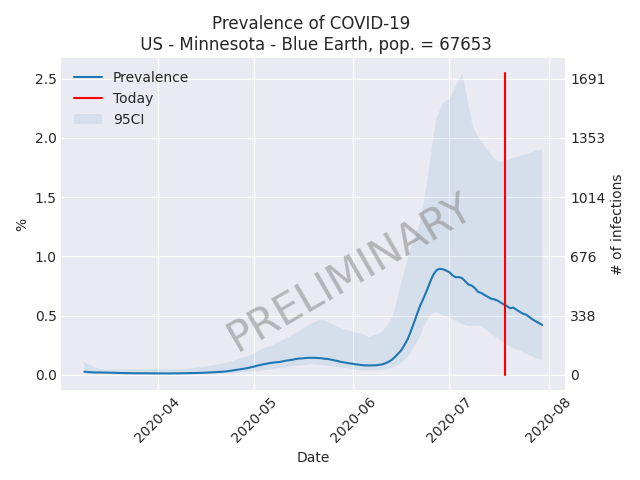 Prevalence of COVID-19
US - Minnesota - Blue Earth, pop. = 67653
Prevalence
Today
95CI
2.5
2.0
1.5
1.0
0.5
0.0
%
1691
1353
1014
676
338
0
# of infections
PRELIMINARY
2020-04
2020-05
2020-06
2020-07
2020-08
Date